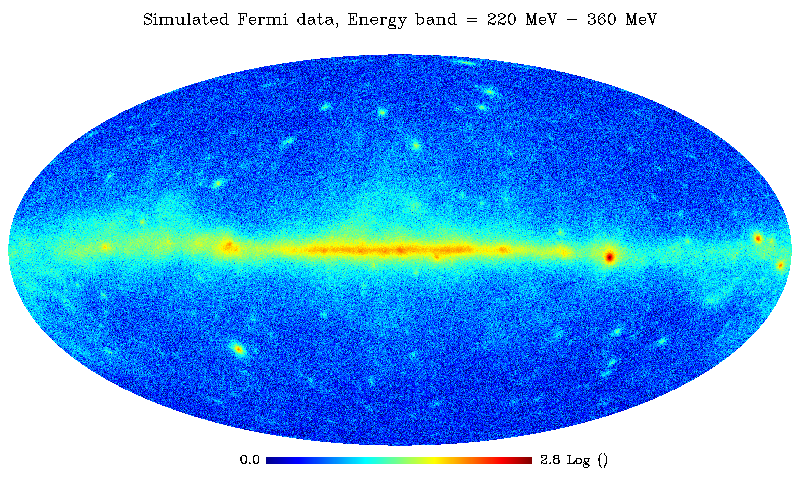 Simulated Fermi data, Energy band = 220 MeV − 360 MeV
0.0 2.8 Log ()